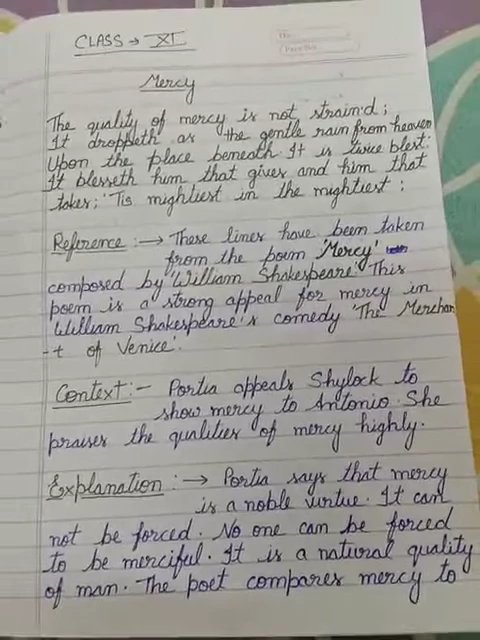 CLASS → XI
Mercy
The quality of mercy is not strain'd;
It droppeth as the gentle rain from heaven
Upon the place beneath. It is twice blest:
It blesseth him that gives and him that
takes; 'Tis mightiest in the mightiest:
Reference :→ These lines have been taken
from the poem 'Mercy'
composed by 'William Shakespeare' This
poem is a strong appeal for mercy in
William Shakespeare's comedy 'The Merchan
-t of Venice'.
Context:- Portia appeals Shylock to
show mercy to Antonio. She
praises the qualities of mercy highly.
Explanation :→ Portia says that mercy
is a noble virtue. It can
not be forced. No one can be forced
to be merciful. It is a natural quality
of man. The poet compares mercy to